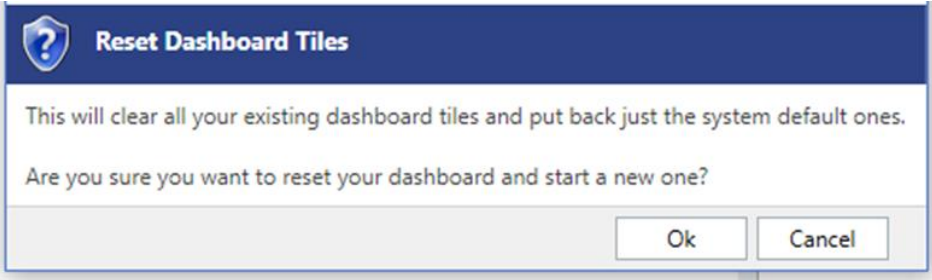 Reset Dashboard Tiles
This will clear all your existing dashboard tiles and put back just the system default ones.
Are you sure you want to reset your dashboard and start a new one?
Ok Cancel